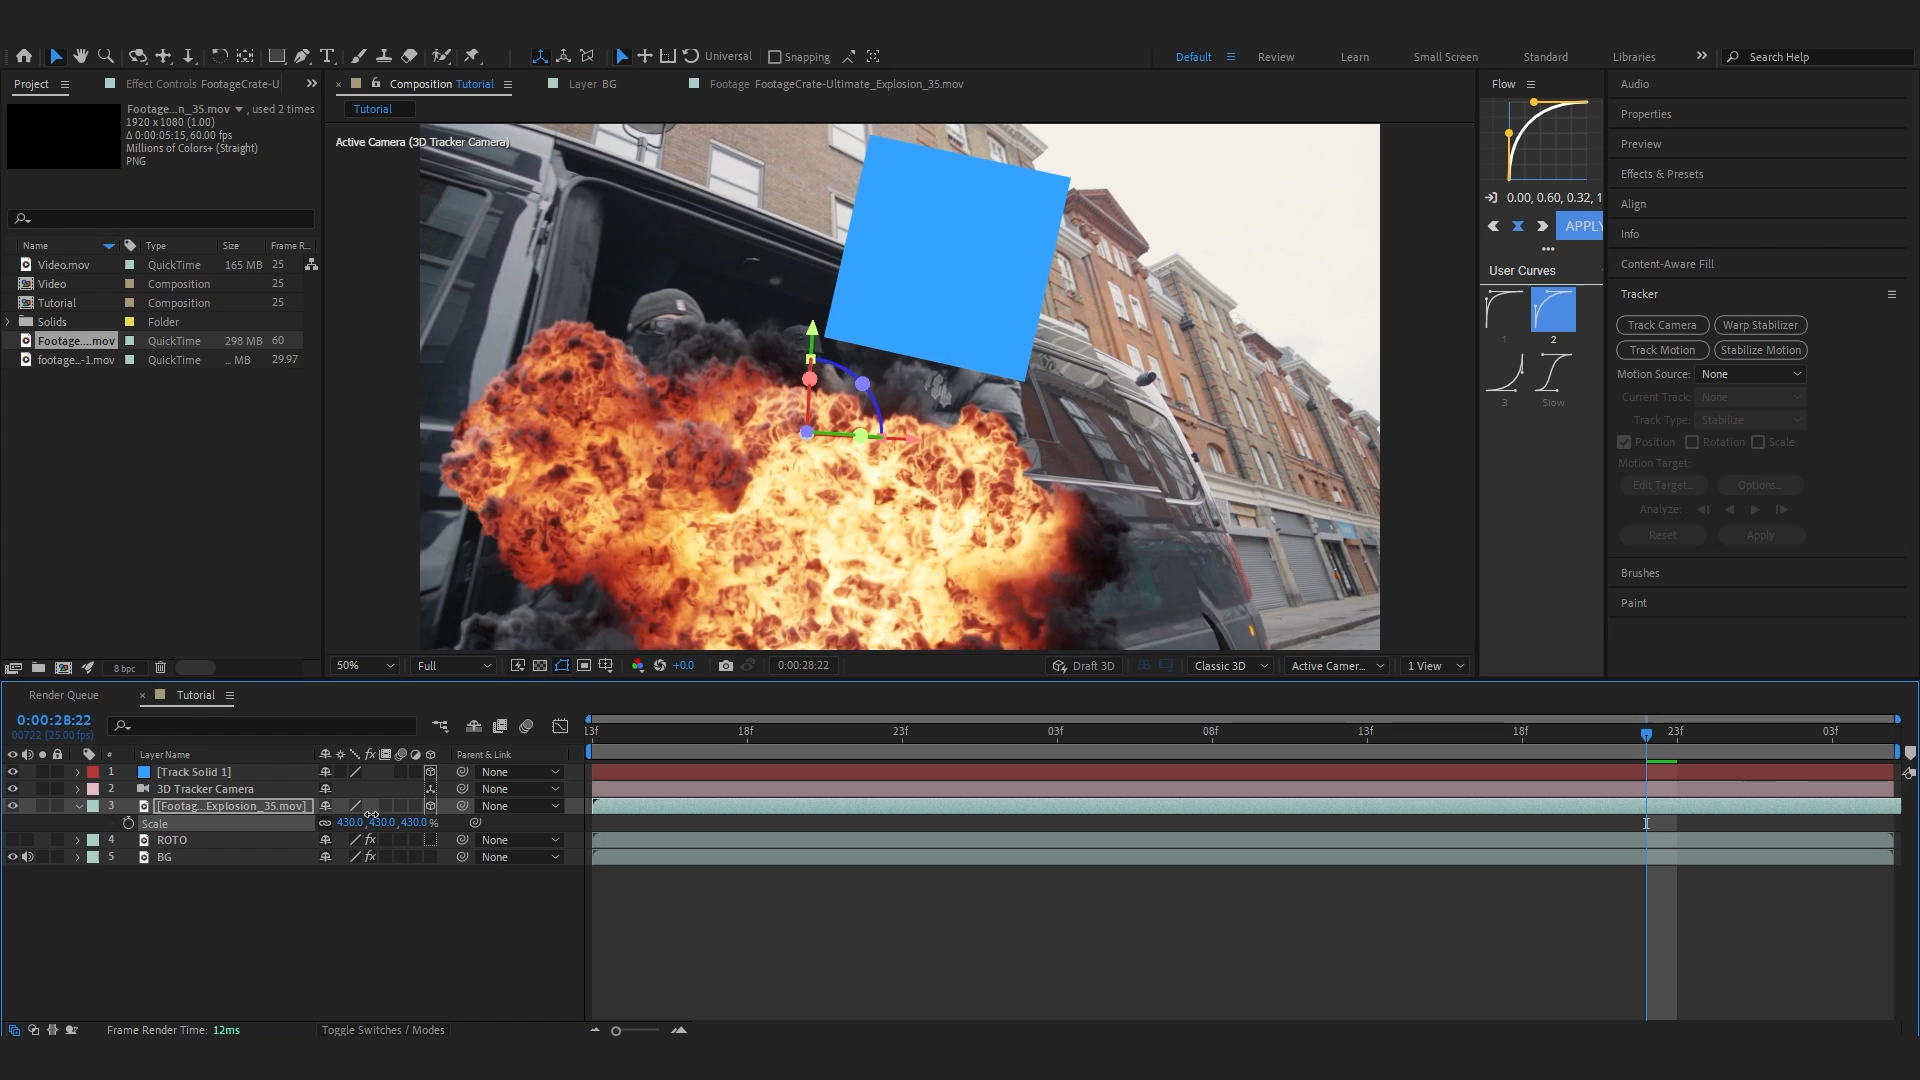 Universal
Snapping
Default
Review
Learn
Small Screen
Standard
Libraries
Search Help
Project
Effect Controls FootageCrate-U
Composition Tutorial
Layer BG
Footage FootageCrate-Ultimate_Explosion_35.mov
Flow
Audio
Tutorial
Footage...n_35.mov , used 2 times
1920 x 1080 (1.00)
Δ 0:00:05:15, 60.00 fps
Millions of Colors+ (Straight)
PNG
Active Camera (3D Tracker Camera)
Properties
Preview
Effects & Presets
0.00, 0.60, 0.32, 1
Align
APPLY
Info
Name Type Size Frame R...
Video.mov QuickTime 165 MB 25
Video Composition 25
Tutorial Composition 25
Solids Folder
Footage....mov QuickTime 298 MB 60
footage...-1.mov QuickTime ... MB 29.97
User Curves
1 2
3 Slow
Content-Aware Fill
Tracker
Track Camera Warp Stabilizer
Track Motion Stabilize Motion
Motion Source: None
Current Track: None
Track Type: Stabilize
Position Rotation Scale
Motion Target:
Edit Target... Options...
Analyze:
Reset Apply
Brushes
Paint
8 bpc
50% Full +0.0 0:00:28:22 Draft 3D Classic 3D Active Camer... 1 View
Render Queue Tutorial
0:00:28:22
00722 (25.00 fps)
13f 18f 23f 03f 08f 13f 18f 23f 03f
# Layer Name fx Parent & Link
1 [Track Solid 1] None
2 3D Tracker Camera None
3 [Footag...Explosion_35.mov] None
Scale 430.0, 430.0, 430.0 %
4 ROTO fx None
5 BG fx None
Frame Render Time: 12ms Toggle Switches / Modes